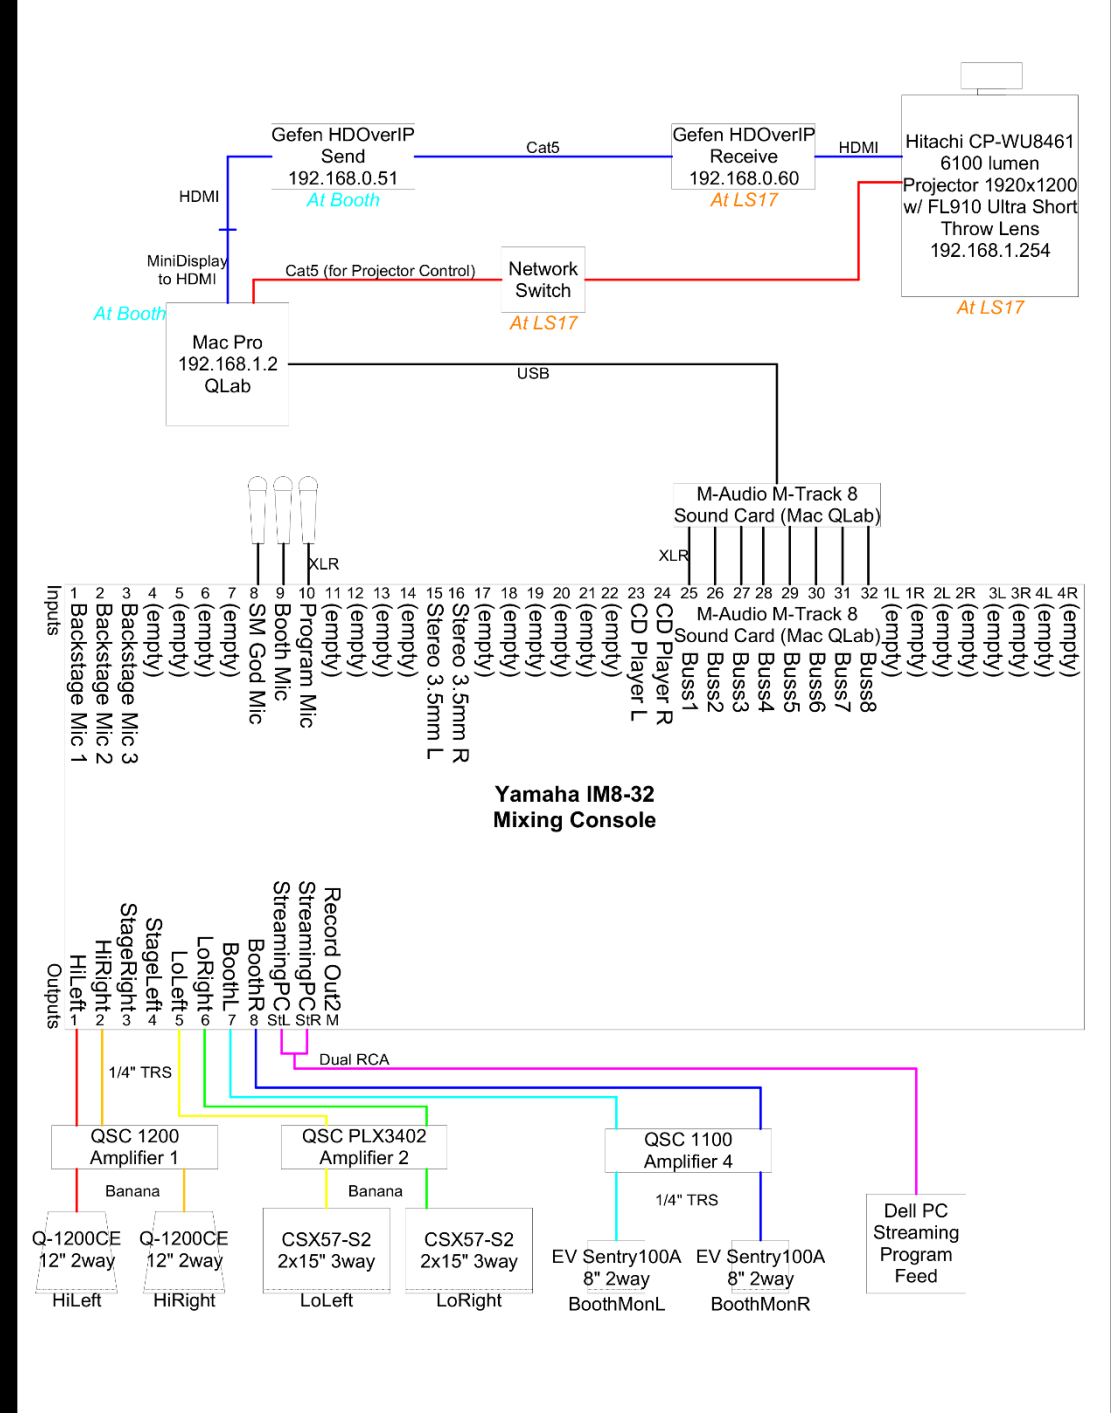 Gefen HDOverIP
Send
192.168.0.51
At Booth
Cat5
Gefen HDOverIP
Receive
192.168.0.60
At LS17
HDMI
Hitachi CP-WU8461
6100 lumen
Projector 1920x1200
w/ FL910 Ultra Short
Throw Lens
192.168.1.254
At LS17
HDMI
MiniDisplay
to HDMI
Cat5 (for Projector Control)
Network
Switch
At LS17
At Booth
Mac Pro
192.168.1.2
QLab
USB
M-Audio M-Track 8
Sound Card (Mac QLab)
XLR
XLR
Inputs
1 Backstage Mic 1
2 Backstage Mic 2
3 Backstage Mic 3
4 (empty)
5 (empty)
6 (empty)
7 (empty)
8 SM God Mic
9 Booth Mic
10 Program Mic
11 (empty)
12 (empty)
13 (empty)
14 (empty)
15 Stereo 3.5mm L
16 Stereo 3.5mm R
17 (empty)
18 (empty)
19 (empty)
20 (empty)
21 (empty)
22 (empty)
23 CD Player L
24 CD Player R
M-Audio M-Track 8
Sound Card (Mac QLab)
25 Buss1
26 Buss2
27 Buss3
28 Buss4
29 Buss5
30 Buss6
31 Buss7
32 Buss8
1L (empty)
1R (empty)
2L (empty)
2R (empty)
3L (empty)
3R (empty)
4L (empty)
4R (empty)
Yamaha IM8-32
Mixing Console
Outputs
HiLeft 1
HiRight 2
StageRight 3
StageLeft 4
LoLeft 5
LoRight 6
BoothL 7
BoothR 8
StreamingPC StL
StreamingPC StR
Record Out2 M
1/4" TRS
Dual RCA
QSC 1200
Amplifier 1
QSC PLX3402
Amplifier 2
QSC 1100
Amplifier 4
Banana
Banana
1/4" TRS
Q-1200CE
12" 2way
HiLeft
Q-1200CE
12" 2way
HiRight
CSX57-S2
2x15" 3way
LoLeft
CSX57-S2
2x15" 3way
LoRight
EV Sentry100A
8" 2way
BoothMonL
EV Sentry100A
8" 2way
BoothMonR
Dell PC
Streaming
Program
Feed